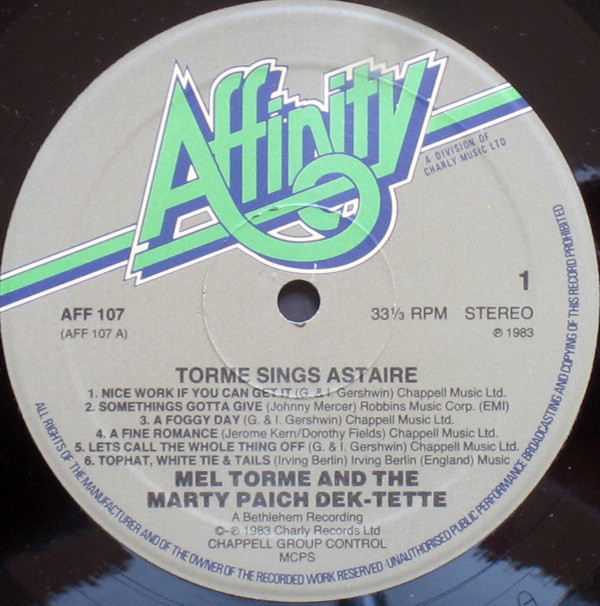 Affinity
A DIVISION OF
CHARLY MUSIC LTD
1
AFF 107
(AFF 107 A)
33⅓ RPM STEREO
℗ 1983
TORME SINGS ASTAIRE
1. NICE WORK IF YOU CAN GET IT (G. & I. Gershwin) Chappell Music Ltd.
2. SOMETHINGS GOTTA GIVE (Johnny Mercer) Robbins Music Corp. (EMI)
3. A FOGGY DAY (G. & I. Gershwin) Chappell Music Ltd.
4. A FINE ROMANCE (Jerome Kern/Dorothy Fields) Chappell Music Ltd.
5. LETS CALL THE WHOLE THING OFF (G. & I. Gershwin) Chappell Music Ltd.
6. TOPHAT, WHITE TIE & TAILS (Irving Berlin) Irving Berlin (England) Music
MEL TORME AND THE
MARTY PAICH DEK-TETTE
A Bethlehem Recording
©-℗ 1983 Charly Records Ltd
CHAPPELL GROUP CONTROL
MCPS
ALL RIGHTS OF THE MANUFACTURER AND OF THE OWNER OF THE RECORDED WORK RESERVED · UNAUTHORISED PUBLIC PERFORMANCE BROADCASTING AND COPYING OF THIS RECORD PROHIBITED